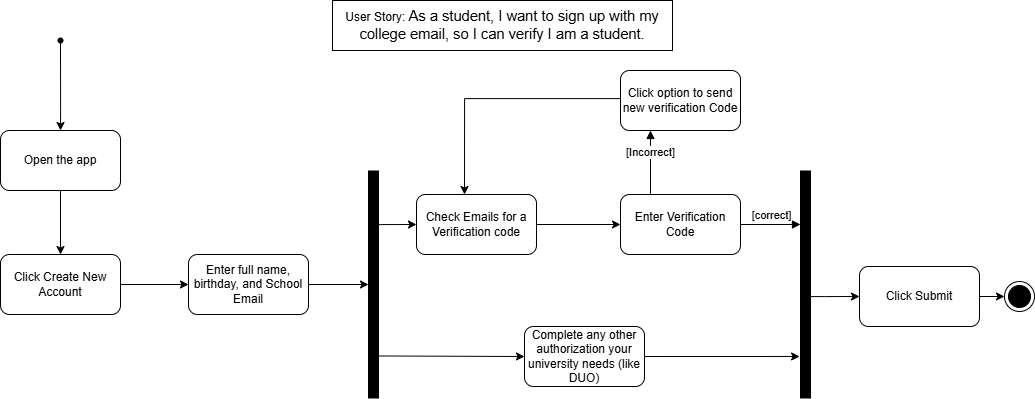 User Story: As a student, I want to sign up with my
college email, so I can verify I am a student.
Click option to send
new verification Code
[Incorrect]
Open the app
Check Emails for a
Verification code
Enter Verification
Code
[correct]
Click Create New
Account
Enter full name,
birthday, and School
Email
Click Submit
Complete any other
authorization your
university needs (like
DUO)